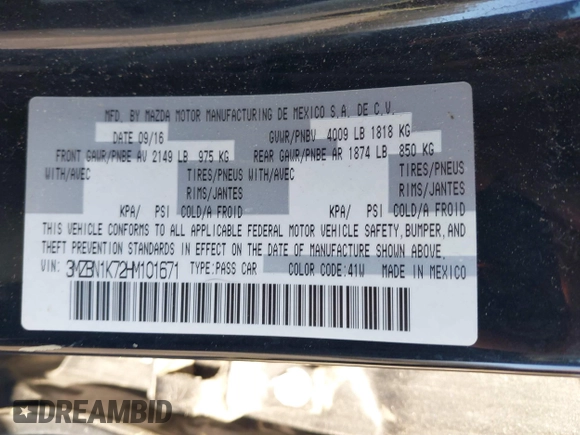 MFD. BY MAZDA MOTOR MANUFACTURING DE MEXICO S.A. DE C.V.
DATE 09/16 GVWR/PNBV 4009 LB 1818 KG
FRONT GAWR/PNBE AV 2149 LB 975 KG REAR GAWR/PNBE AR 1874 LB 850 KG
WITH/AVEC TIRES/PNEUS WITH/AVEC TIRES/PNEUS
RIMS/JANTES RIMS/JANTES
KPA/ PSI COLD/A FROID KPA/ PSI COLD/A FROID
THIS VEHICLE CONFORMS TO ALL APPLICABLE FEDERAL MOTOR VEHICLE SAFETY, BUMPER, AND
THEFT PREVENTION STANDARDS IN EFFECT ON THE DATE OF MANUFACTURE SHOWN ABOVE.
VIN: 3MZBN1K72HM101671 TYPE:PASS CAR COLOR CODE:41W MADE IN MEXICO
DREAMBID